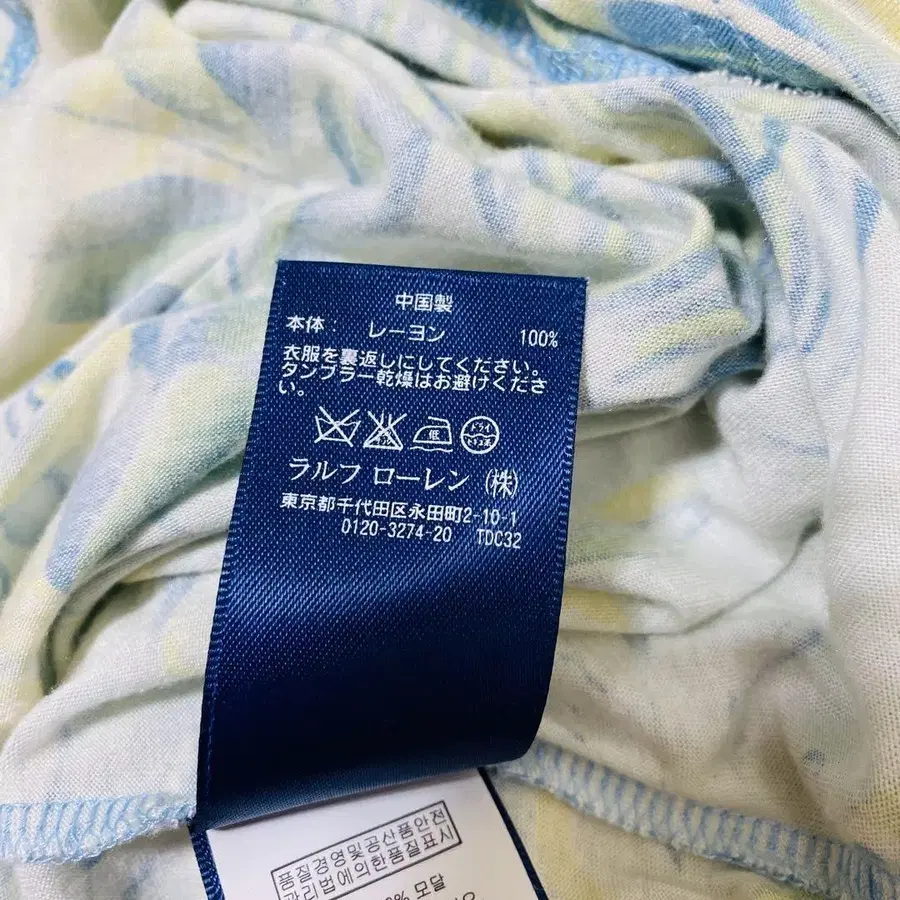 中国製
本体 レーヨン 100%
衣服を裏返しにしてください。
タンブラー乾燥はお避けくださ
い。
低 ドライ
ラルフ ローレン (株)
東京都千代田区永田町2-10-1
0120-3274-20 TDC32
품질경영및공산품안전
관리법에의한품질표시
모달